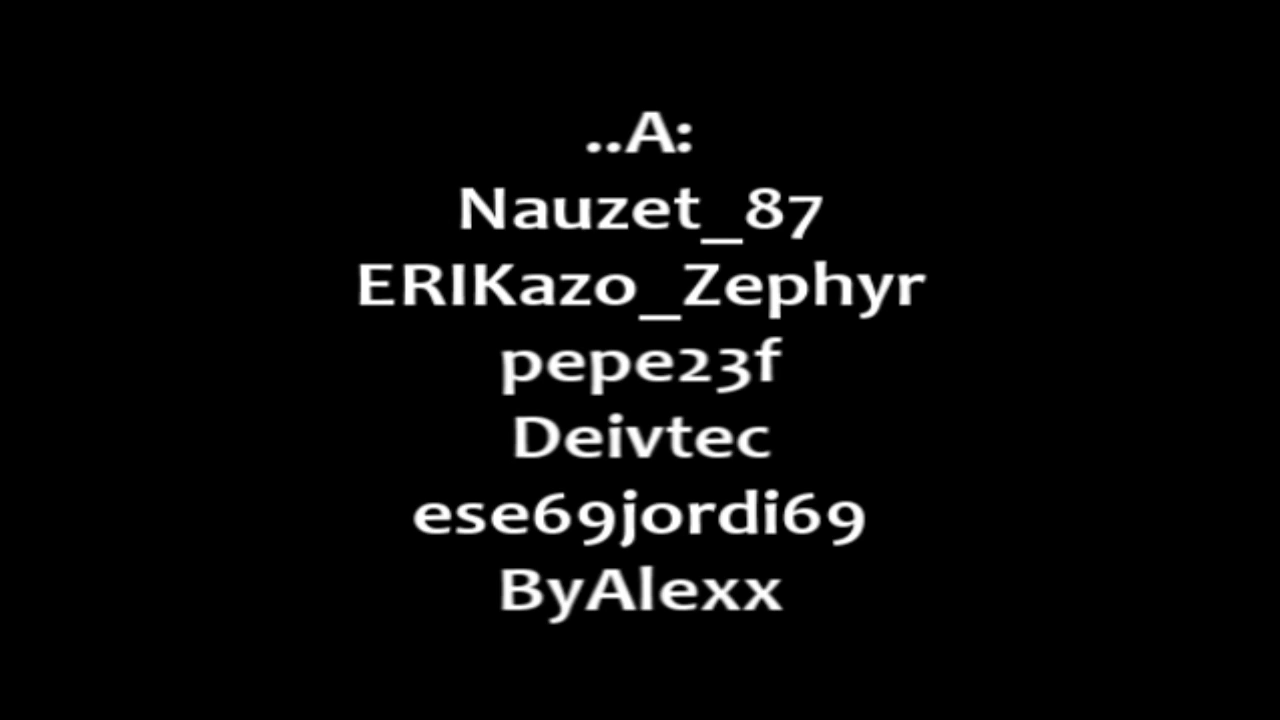 ..A:
Nauzet_87
ERIKazo_Zephyr
pepe23f
Deivtec
ese69jordi69
ByAlexx